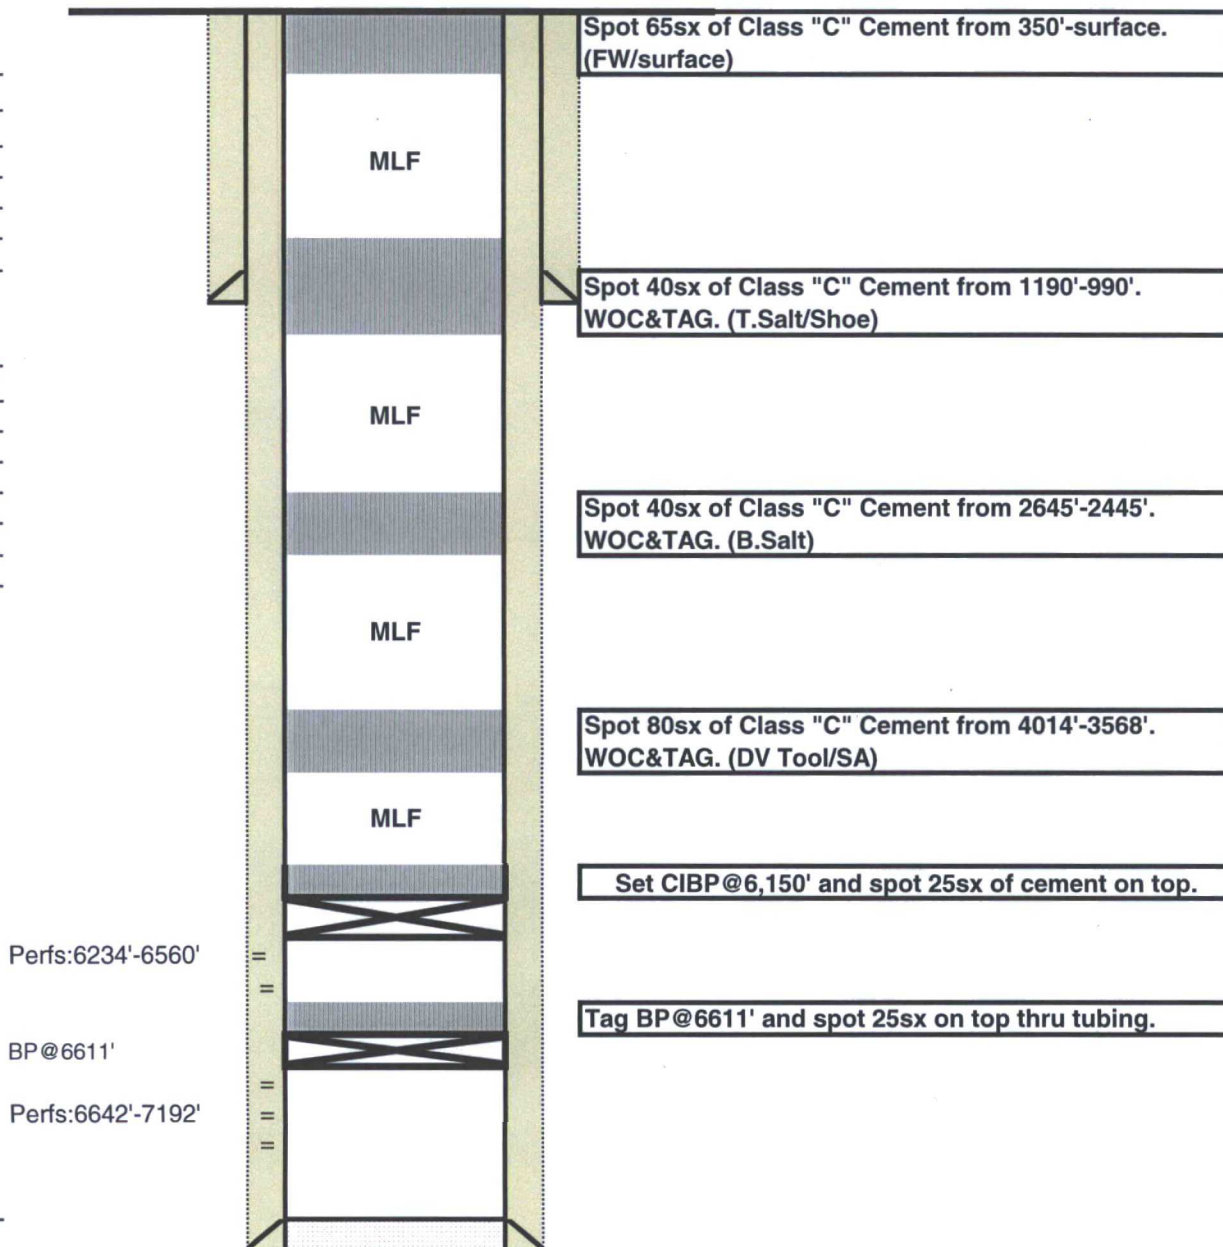 Spot 65sx of Class "C" Cement from 350'-surface.
(FW/surface)
MLF
Spot 40sx of Class "C" Cement from 1190'-990'.
WOC&TAG. (T.Salt/Shoe)
MLF
Spot 40sx of Class "C" Cement from 2645'-2445'.
WOC&TAG. (B.Salt)
MLF
Spot 80sx of Class "C" Cement from 4014'-3568'.
WOC&TAG. (DV Tool/SA)
MLF
Set CIBP@6,150' and spot 25sx of cement on top.
Perfs:6234'-6560'
=
=
Tag BP@6611' and spot 25sx on top thru tubing.
BP@6611'
=
Perfs:6642'-7192' =
=